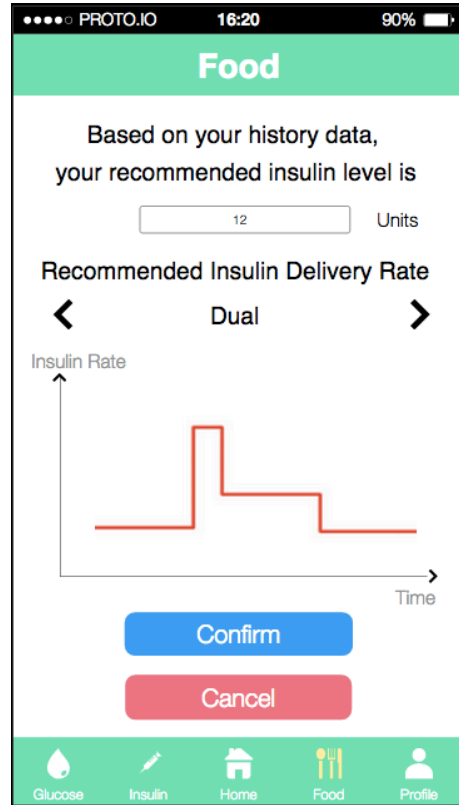 PROTO.IO 16:20 90%
Food
Based on your history data,
your recommended insulin level is
12 Units
Recommended Insulin Delivery Rate
Dual
Insulin Rate
Time
Confirm
Cancel
Glucose Insulin Home Food Profile